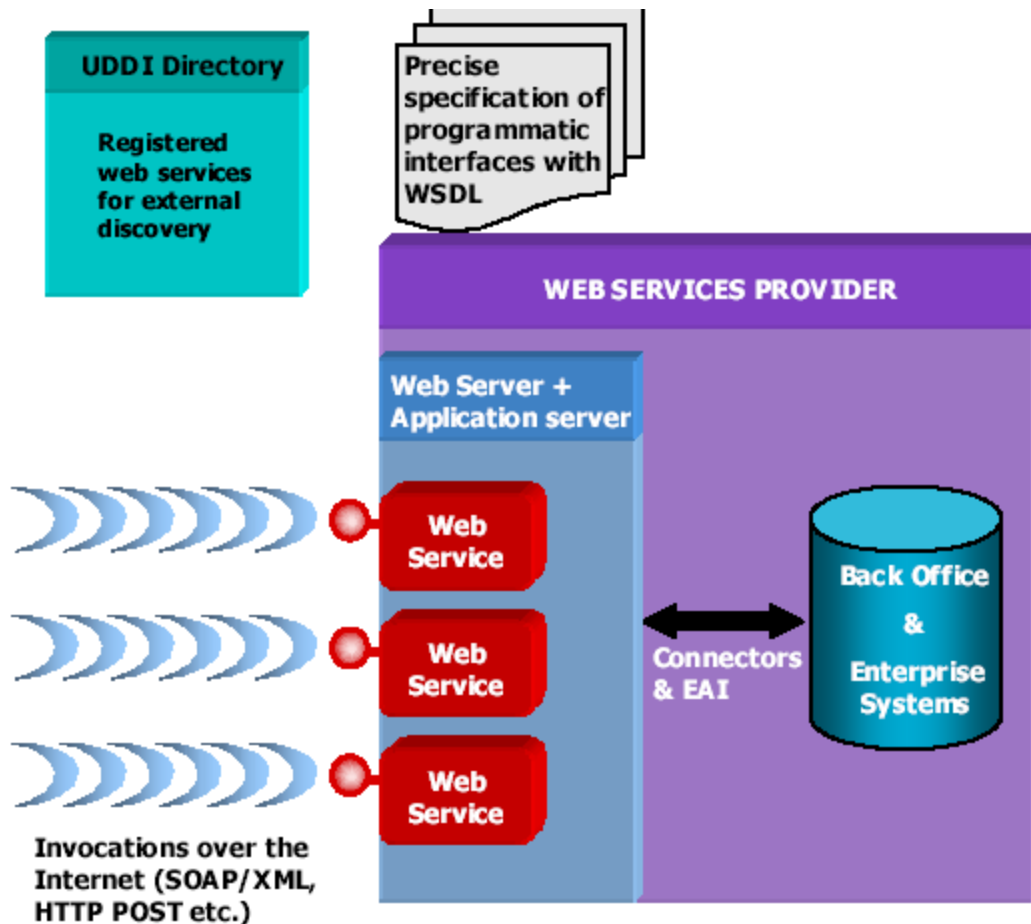 UDDI Directory
Registered
web services
for external
discovery
Precise
specification of
programmatic
interfaces with
WSDL
WEB SERVICES PROVIDER
Web Server +
Application server
Web
Service
Web
Service
Web
Service
Connectors
& EAI
Back Office
&
Enterprise
Systems
Invocations over the
Internet (SOAP/XML,
HTTP POST etc.)